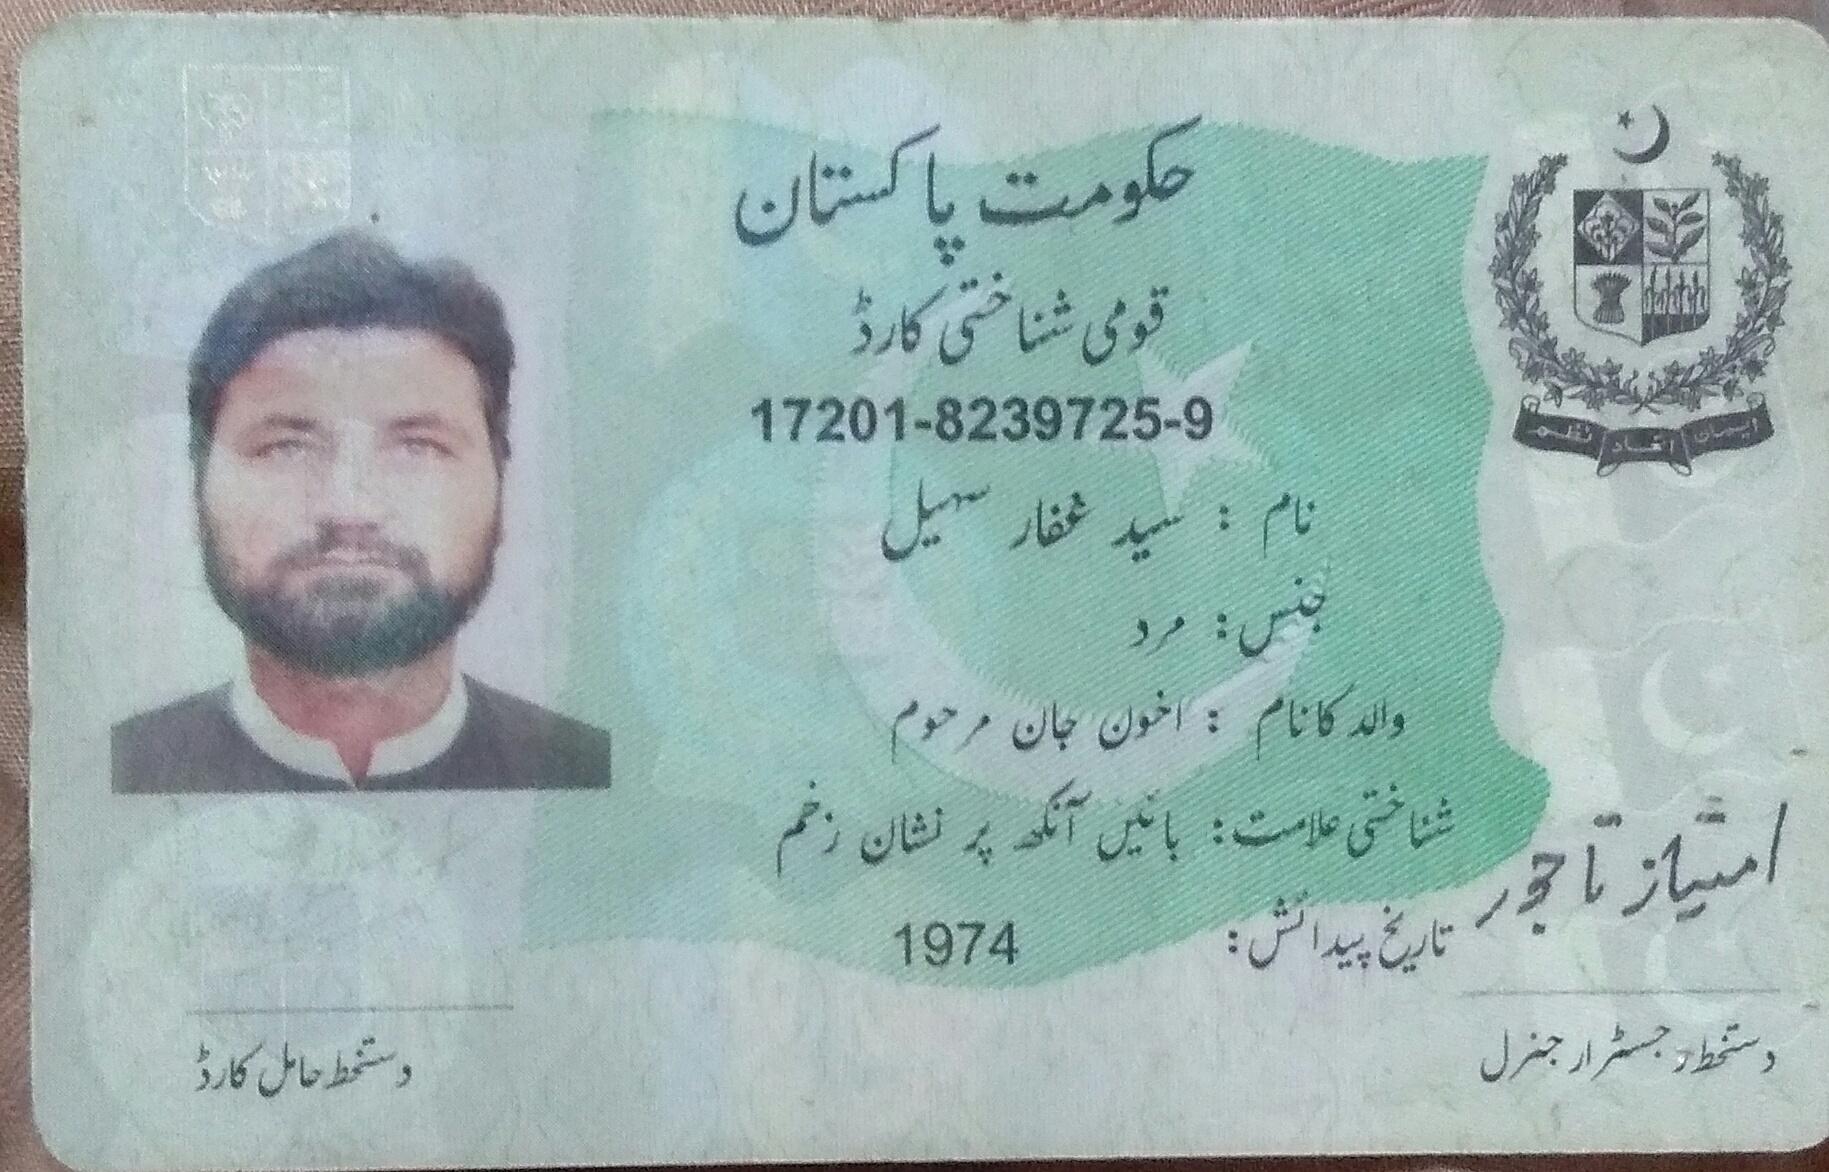 حکومت پاکستان
قومی شناختی کارڈ
17201-8239725-9
نام : سید غفار سہیل
جنس: مرد
والد کا نام : اخون جان مرحوم
شناختی علامت: بائیں آنکھ پر نشان زخم
تاریخ پیدائش: 1974
امتیاز تاجور
دستخط حامل کارڈ
دستخط رجسٹرار جنرل
ایمان اتحاد نظم